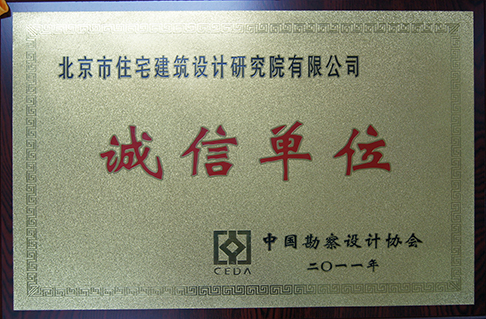 北京市住宅建筑设计研究院有限公司
诚信单位
中国勘察设计协会
CEDA
二〇一一年